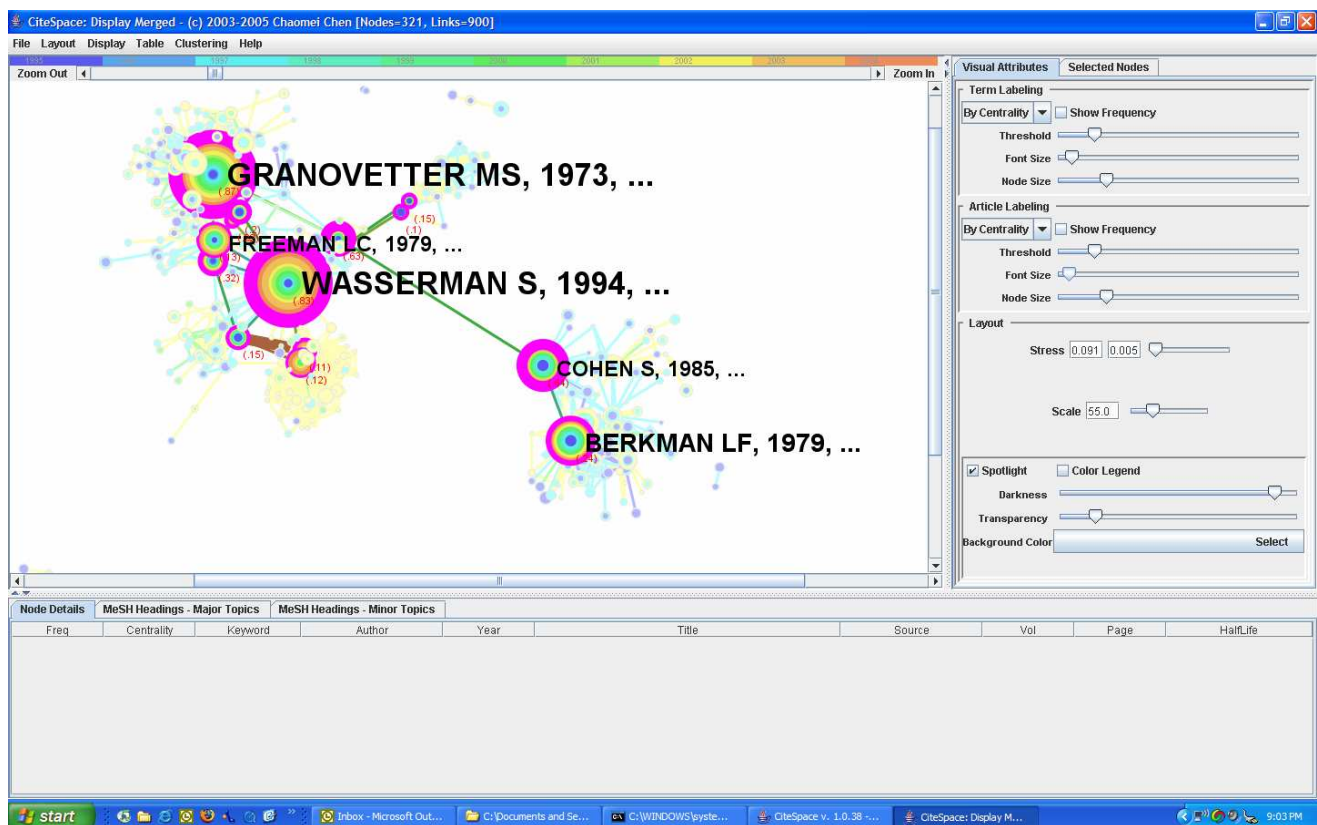 CiteSpace: Display Merged - (c) 2003-2005 Chaomei Chen [Nodes=321, Links=900]
File Layout Display Table Clustering Help
1997 1998 1999 2000 2001 2002 2003
Zoom Out Zoom In
Visual Attributes Selected Nodes
Term Labeling
By Centrality Show Frequency
Threshold
Font Size
Node Size
Article Labeling
By Centrality Show Frequency
Threshold
Font Size
Node Size
Layout
Stress 0.091 0.005
Scale 55.0
Spotlight Color Legend
Darkness
Transparency
Background Color Select
GRANOVETTER MS, 1973, ...
(.87)
(.15)
(.1)
FREEMAN LC, 1979, ...
(.63)
(.32)
WASSERMAN S, 1994, ...
(.83)
(.15)
(.11)
(.12)
COHEN S, 1985, ...
BERKMAN LF, 1979, ...
Node Details MeSH Headings - Major Topics MeSH Headings - Minor Topics
Freq Centrality Keyword Author Year Title Source Vol Page HalfLife
start Inbox - Microsoft Out... C:\Documents and Se... C:\WINDOWS\syste... CiteSpace v. 1.0.38 -... CiteSpace: Display M... 9:03 PM